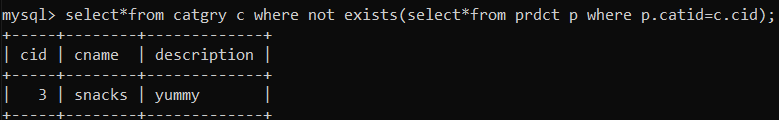 mysql> select*from catgry c where not exists(select*from prdct p where p.catid=c.cid);
+-----+--------+-------------+
| cid | cname  | description |
+-----+--------+-------------+
|   3 | snacks | yummy       |
+-----+--------+-------------+